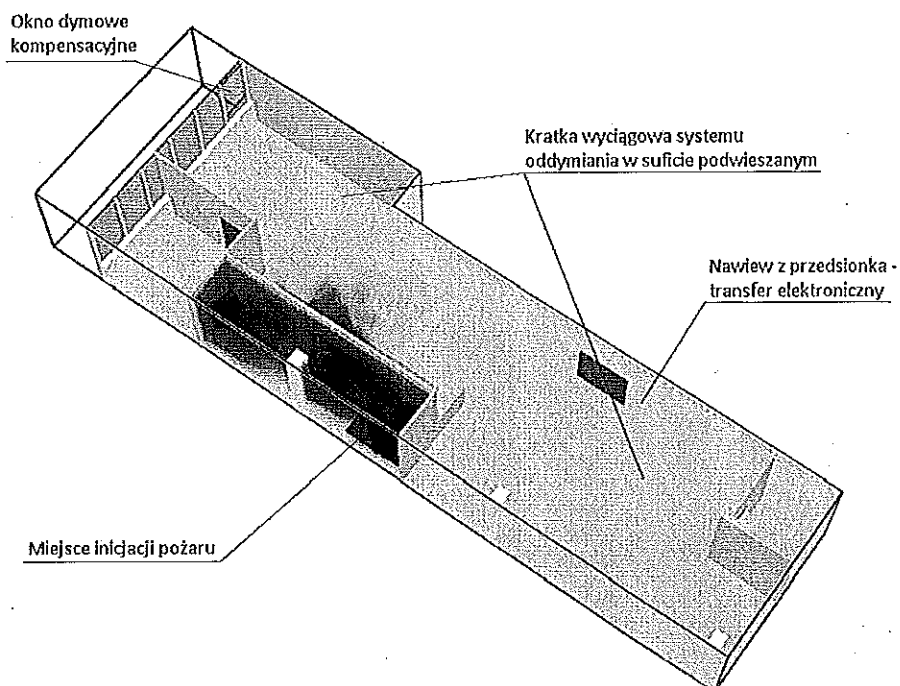 Okno dymowe
kompensacyjne
Kratka wyciągowa systemu
oddymiania w suficie podwieszanym
Nawiew z przedsionka -
transfer elektroniczny
Miejsce inicjacji pożaru